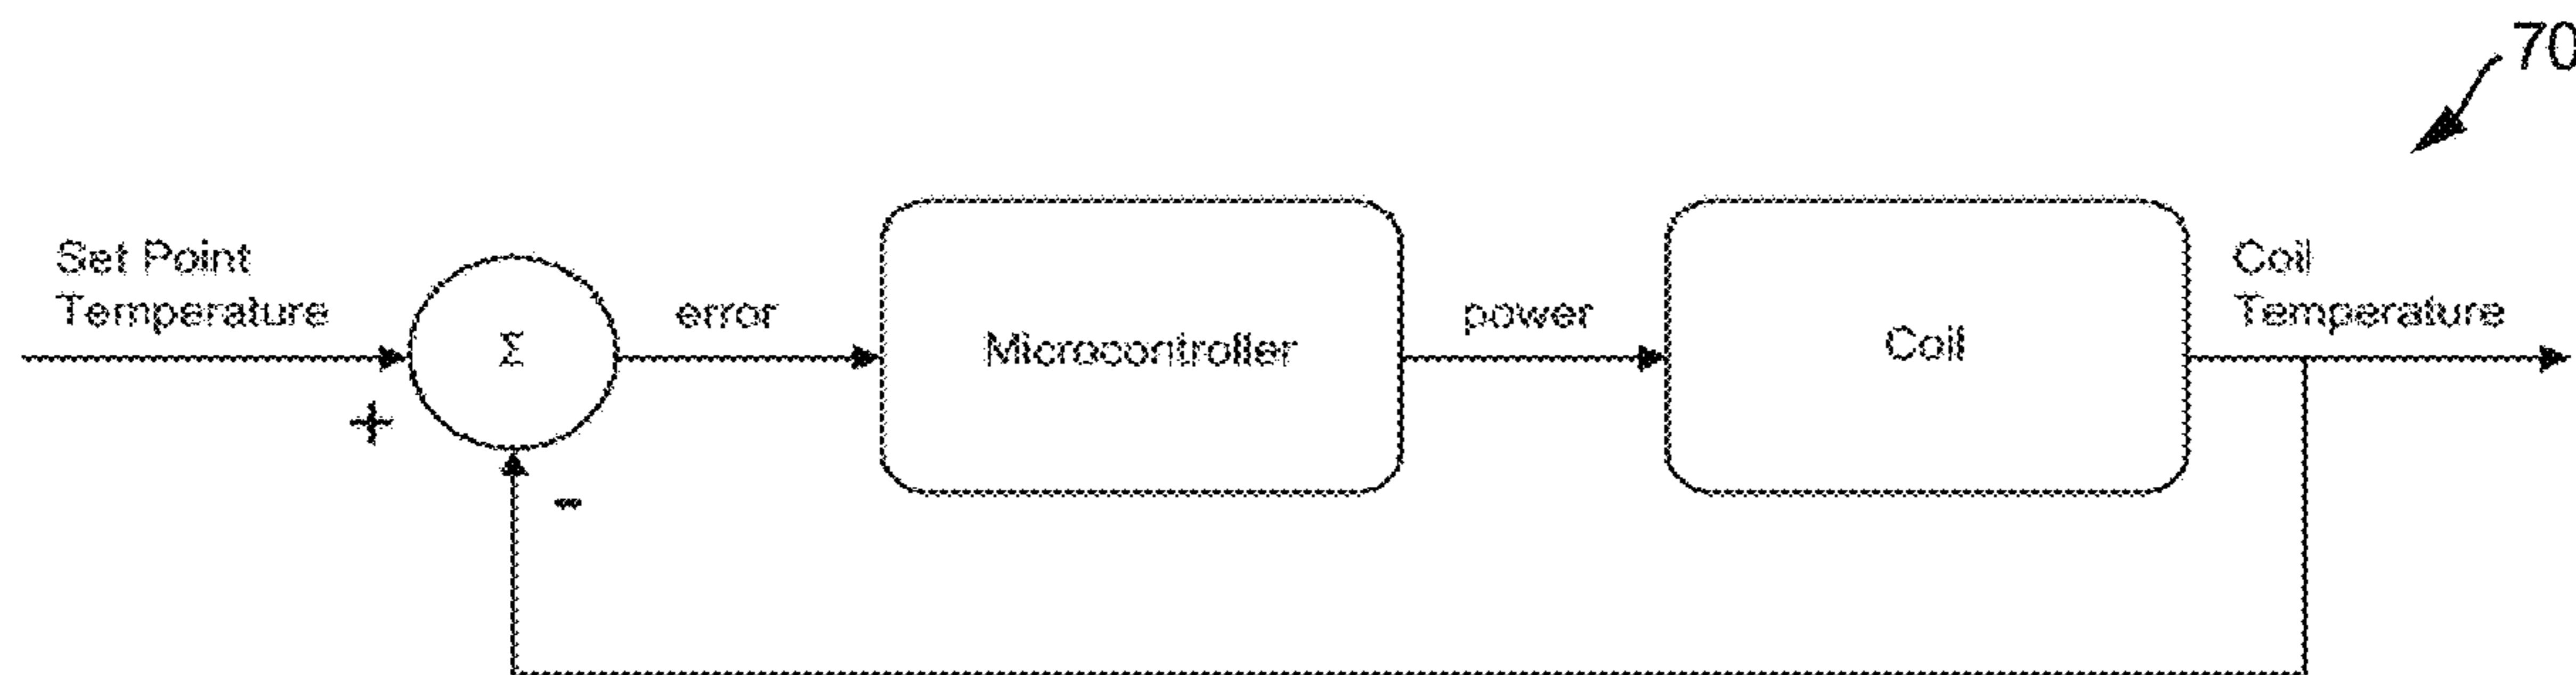 70
Set Point
Temperature
+
Σ
-
error
Microcontroller
power
Coil
Coil
Temperature